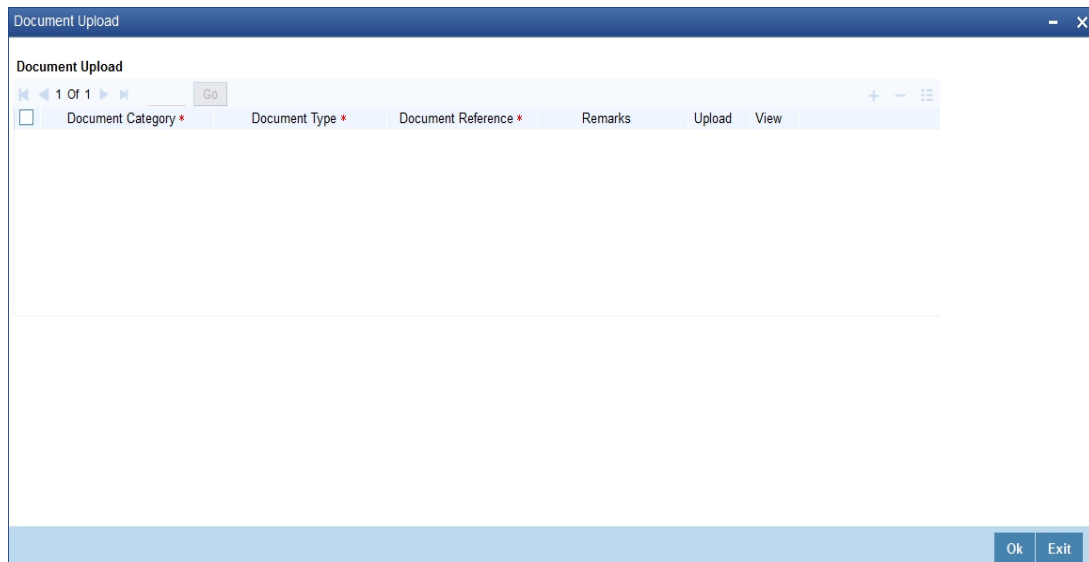 Document Upload
Document Upload
1 Of 1 Go
Document Category * Document Type * Document Reference * Remarks Upload View
Ok Exit